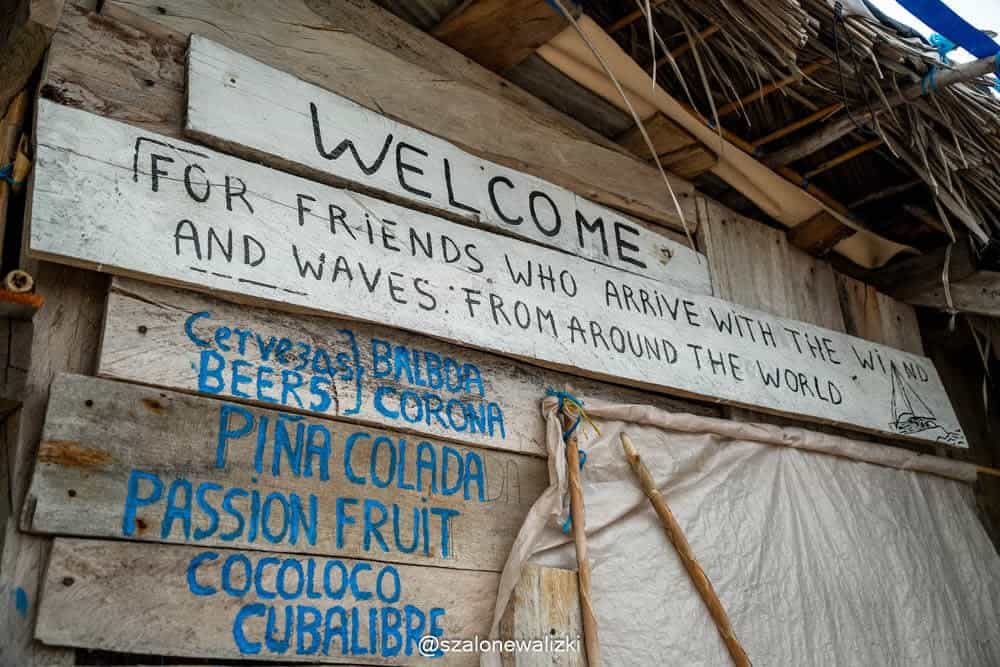 WELCOME
FOR FRiENDS WHO ARRiVE WiTH THE WiND
AND WAVES. FROM AROUND THE WORLD
Cervezas } BALBOA
BEERS } CORONA
PIÑA COLADA
PASSION FRUiT
COCOLOCO
CUBALIBRE
@szalonewalizki